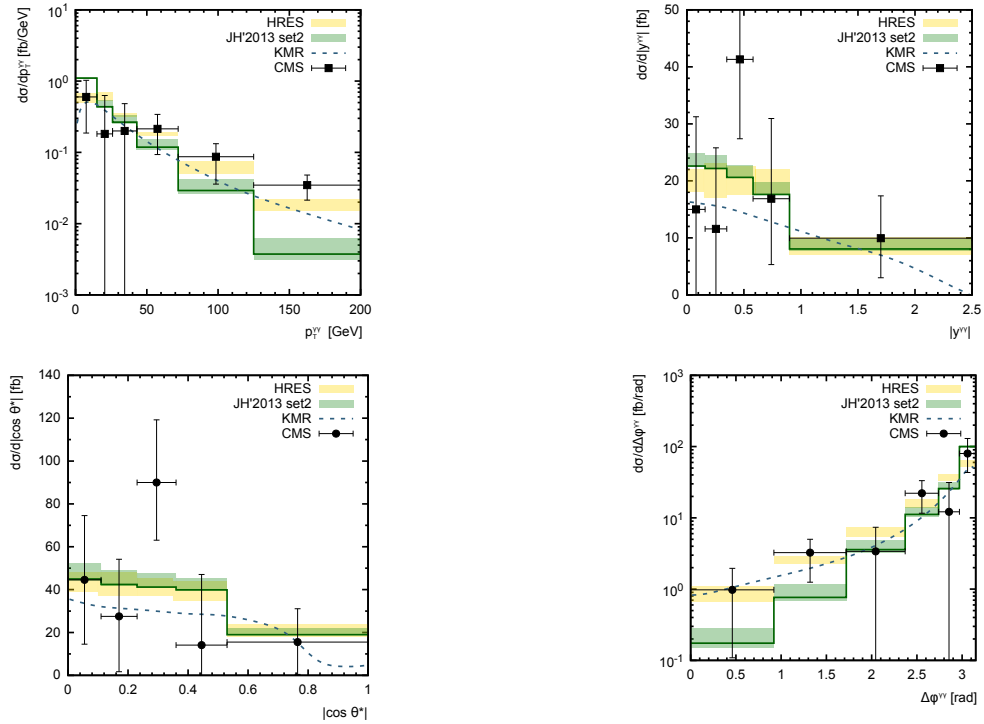 dσ/dp_T^γγ [fb/GeV]
10^1
10^0
10^-1
10^-2
10^-3
HRES
JH'2013 set2
KMR
CMS
0 50 100 150 200
p_T^γγ [GeV]
dσ/d|y^γγ| [fb]
50
40
30
20
10
0
HRES
JH'2013 set2
KMR
CMS
0 0.5 1 1.5 2 2.5
|y^γγ|
dσ/d|cos θ*| [fb]
140
120
100
80
60
40
20
0
HRES
JH'2013 set2
KMR
CMS
0 0.2 0.4 0.6 0.8 1
|cos θ*|
dσ/dΔφ^γγ [fb/rad]
10^3
10^2
10^1
10^0
10^-1
HRES
JH'2013 set2
KMR
CMS
0 0.5 1 1.5 2 2.5 3
Δφ^γγ [rad]